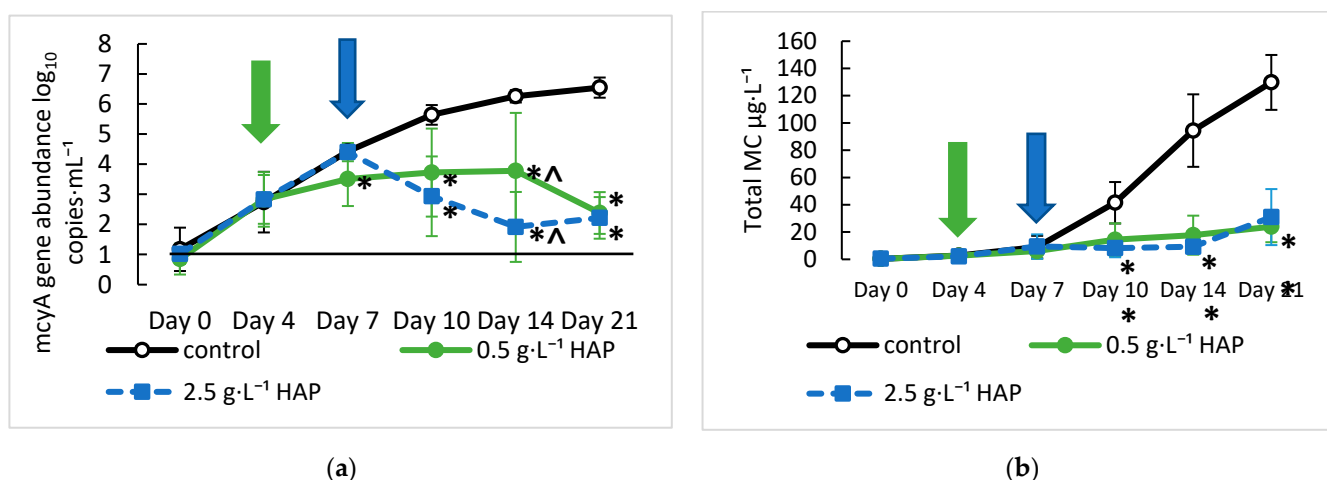 mcyA gene abundance log₁₀
copies·mL⁻¹
8
7
6
5
4
3
2
1
0
*
*
*
*^
*^
*
*
Day 0 Day 4 Day 7 Day 10 Day 14 Day 21
control
0.5 g·L⁻¹ HAP
2.5 g·L⁻¹ HAP
(a)
Total MC µg·L⁻¹
160
140
120
100
80
60
40
20
0
*
*
*
*
*
*
Day 0 Day 4 Day 7 Day 10 Day 14 Day 21
control
0.5 g·L⁻¹ HAP
2.5 g·L⁻¹ HAP
(b)